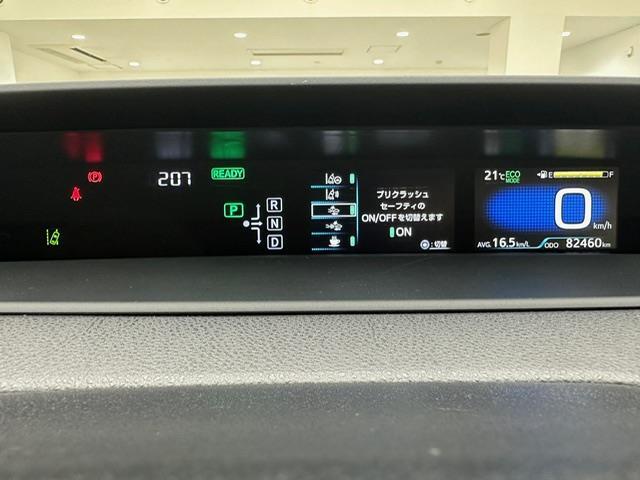 (P)
207
READY
P
R
N
D
プリクラッシュ
セーフティの
ON/OFFを切替えます
ON
:切替
21℃ ECO MODE
E F
0 km/h
AVG. 16.5 km/L ODO 82460 km